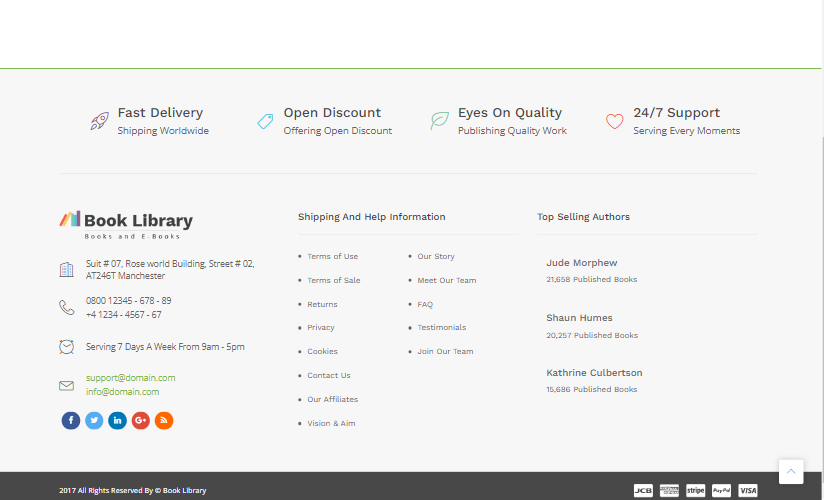 Fast Delivery
Shipping Worldwide
Open Discount
Offering Open Discount
Eyes On Quality
Publishing Quality Work
24/7 Support
Serving Every Moments
Book Library
Books and E-Books
Suit # 07, Rose world Building, Street # 02,
AT246T Manchester
0800 12345 - 678 - 89
+4 1234 - 4567 - 67
Serving 7 Days A Week From 9am - 5pm
support@domain.com
info@domain.com
Shipping And Help Information
Terms of Use
Terms of Sale
Returns
Privacy
Cookies
Contact Us
Our Affiliates
Vision & Aim
Our Story
Meet Our Team
FAQ
Testimonials
Join Our Team
Top Selling Authors
Jude Morphew
21,658 Published Books
Shaun Humes
20,257 Published Books
Kathrine Culbertson
15,686 Published Books
2017 All Rights Reserved By © Book Library
JCB
stripe
PayPal
VISA